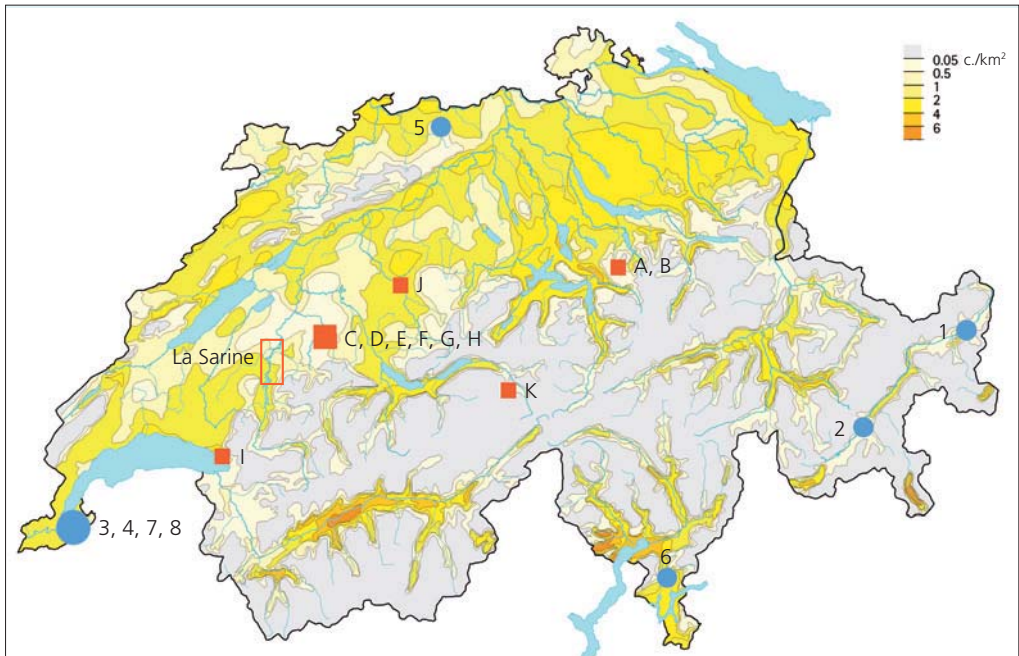 0.05 c./km²
0.5
1
2
4
6
5
A, B
J
1
C, D, E, F, G, H
La Sarine
K
2
I
3, 4, 7, 8
6